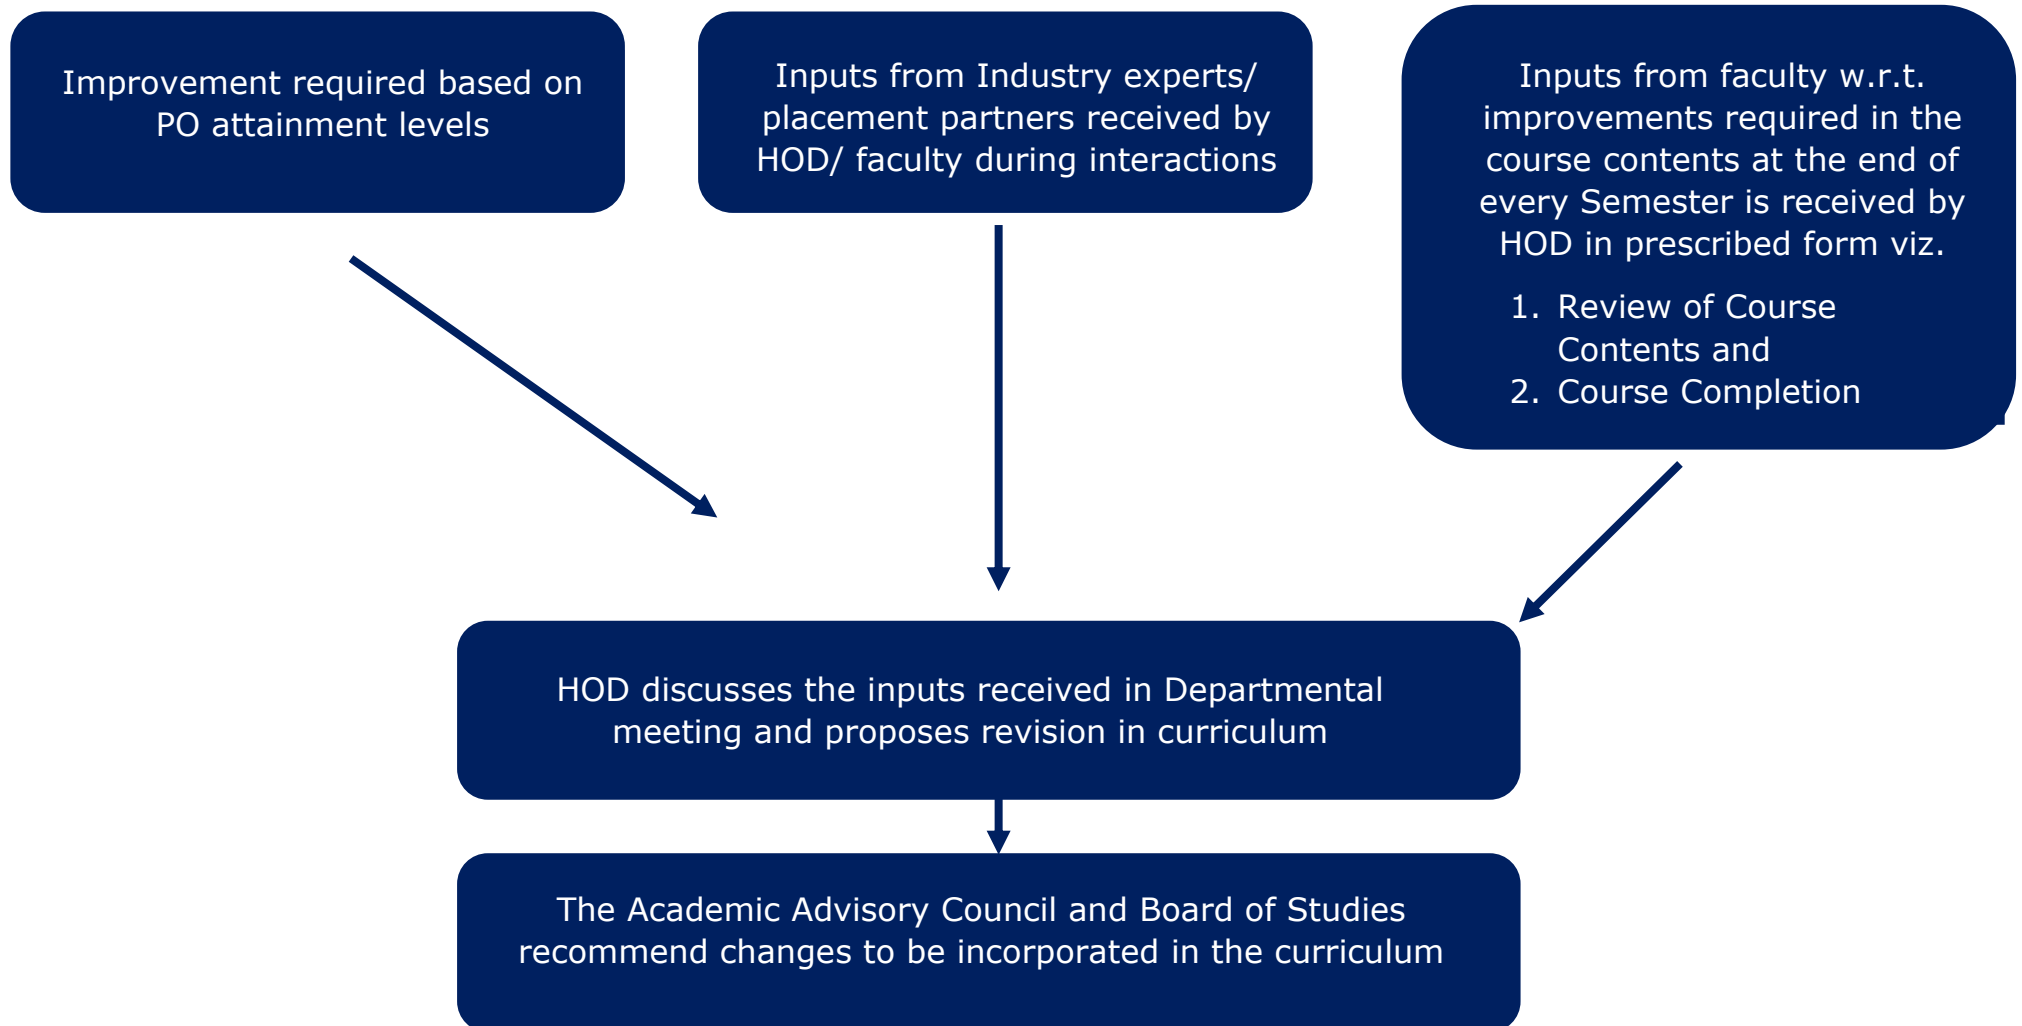 Improvement required based on
PO attainment levels
Inputs from Industry experts/
placement partners received by
HOD/ faculty during interactions
Inputs from faculty w.r.t.
improvements required in the
course contents at the end of
every Semester is received by
HOD in prescribed form viz.
1. Review of Course
Contents and
2. Course Completion
HOD discusses the inputs received in Departmental
meeting and proposes revision in curriculum
The Academic Advisory Council and Board of Studies
recommend changes to be incorporated in the curriculum